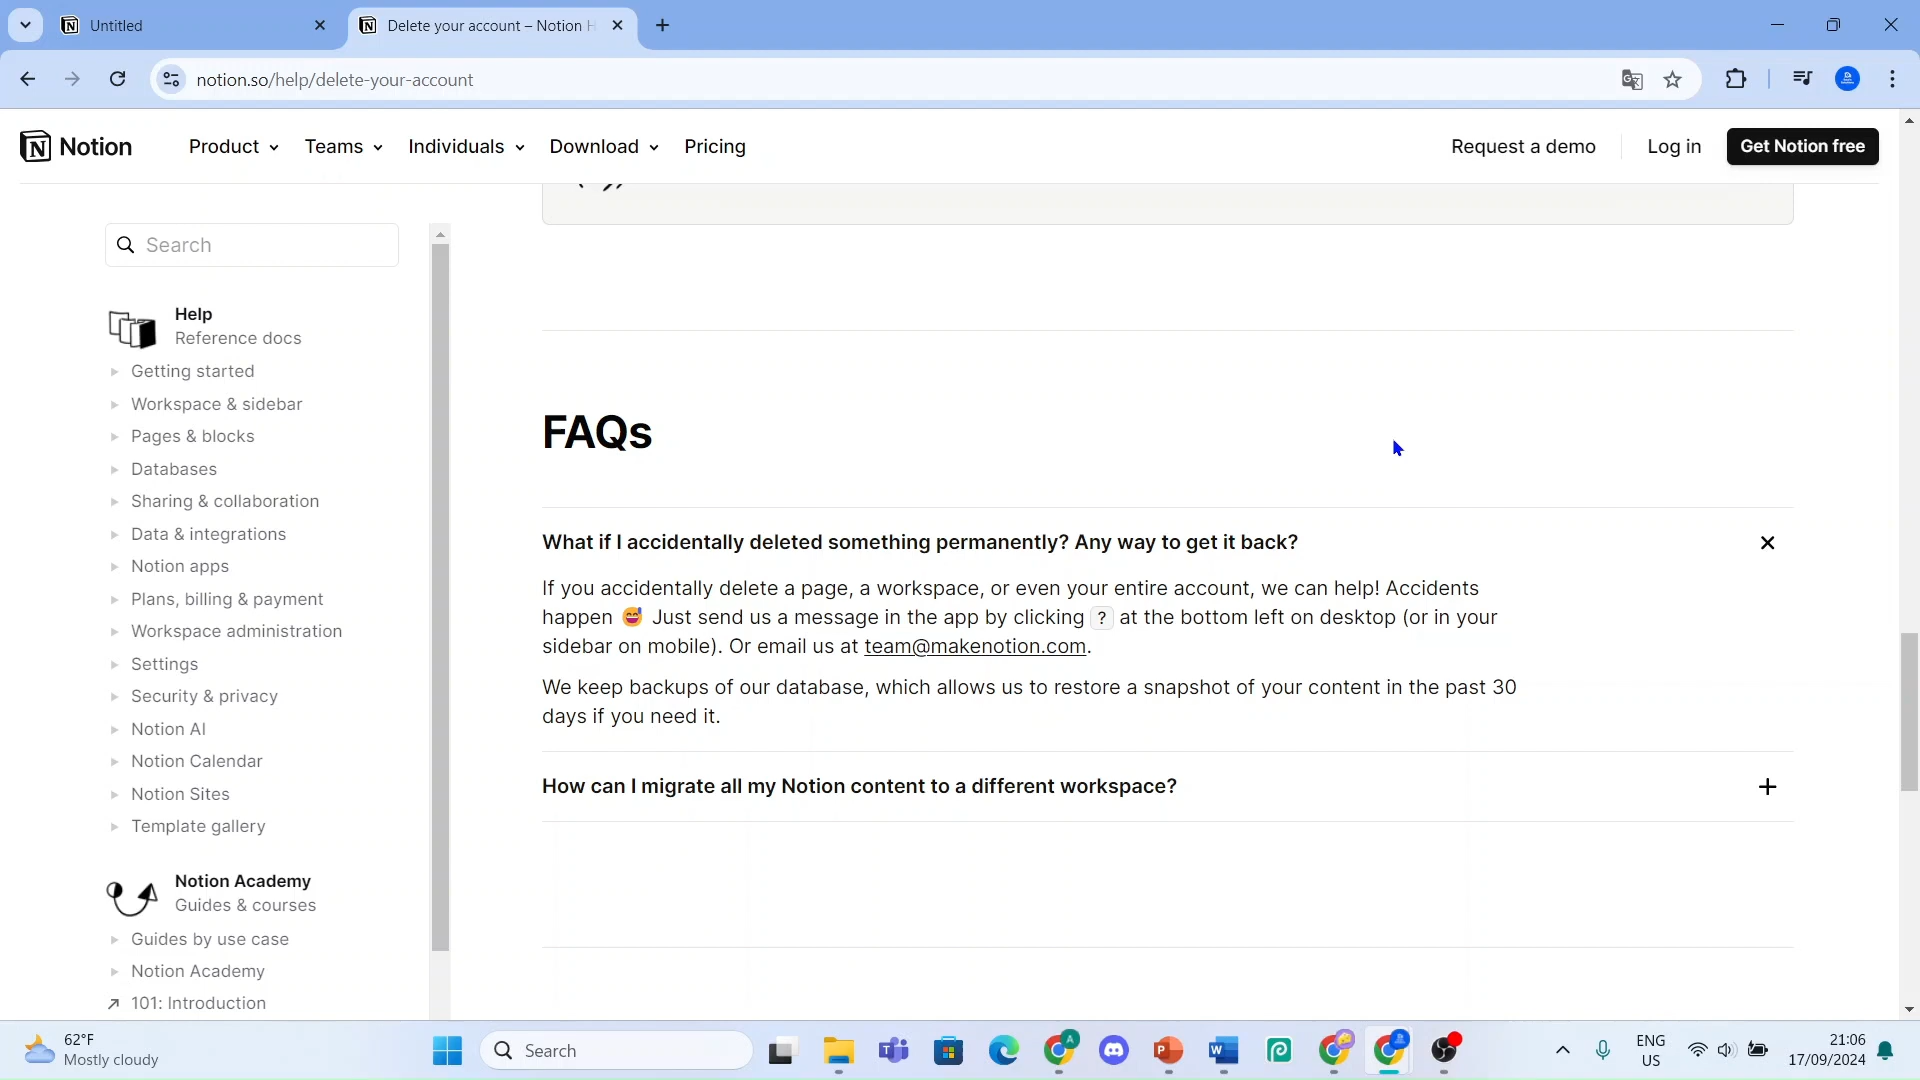 Untitled
Delete your account – Notion H
notion.so/help/delete-your-account
Notion
Product
Teams
Individuals
Download
Pricing
Request a demo
Log in
Get Notion free
Search
Help
Reference docs
Getting started
Workspace & sidebar
Pages & blocks
Databases
Sharing & collaboration
Data & integrations
Notion apps
Plans, billing & payment
Workspace administration
Settings
Security & privacy
Notion AI
Notion Calendar
Notion Sites
Template gallery
Notion Academy
Guides & courses
Guides by use case
Notion Academy
101: Introduction
FAQs
What if I accidentally deleted something permanently? Any way to get it back?
If you accidentally delete a page, a workspace, or even your entire account, we can help! Accidents
happen 😅 Just send us a message in the app by clicking ? at the bottom left on desktop (or in your
sidebar on mobile). Or email us at team@makenotion.com.
We keep backups of our database, which allows us to restore a snapshot of your content in the past 30
days if you need it.
How can I migrate all my Notion content to a different workspace?
62°F
Mostly cloudy
Search
ENG
US
21:06
17/09/2024